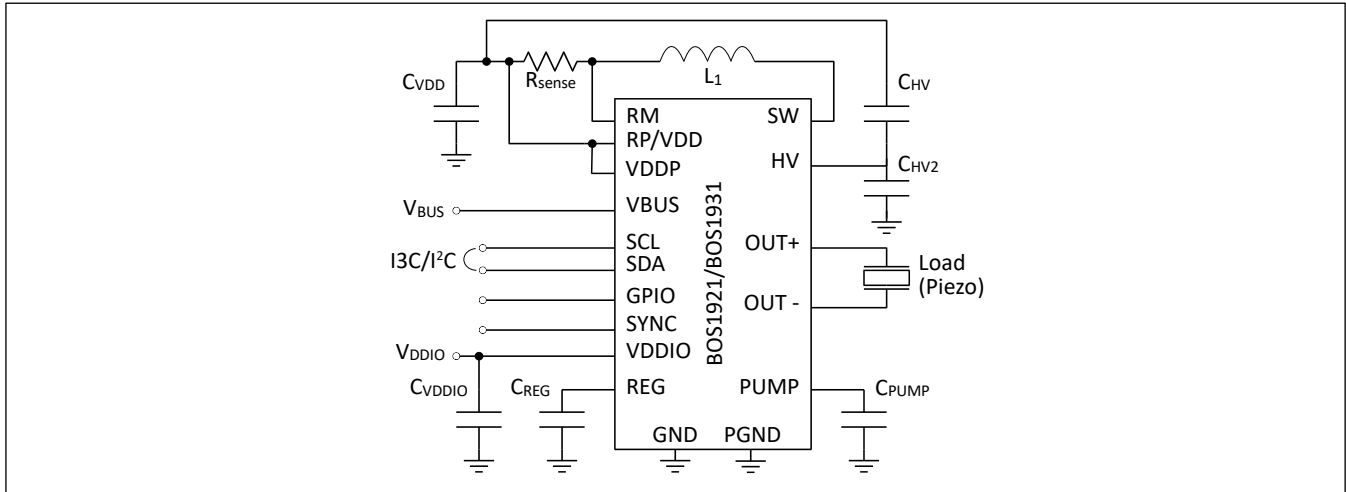 CVDD
Rsense
L1
CHV
RM
SW
RP/VDD
VDDP
HV
CHV2
VBUS
VBUS
BOS1921/BOS1931
SCL
OUT+
I3C/I²C
SDA
Load
(Piezo)
GPIO
OUT -
SYNC
VDDIO
VDDIO
CVDDIO
CREG
REG
PUMP
CPUMP
GND
PGND